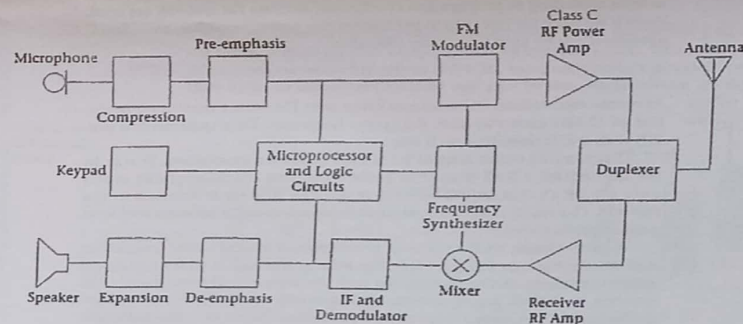 Class C
RF Power
Amp
FM
Modulator
Antenna
Pre-emphasis
Microphone
Compression
Keypad
Microprocessor
and Logic
Circuits
Duplexer
Frequency
Synthesizer
Speaker
Expansion
De-emphasis
IF and
Demodulator
Mixer
Receiver
RF Amp